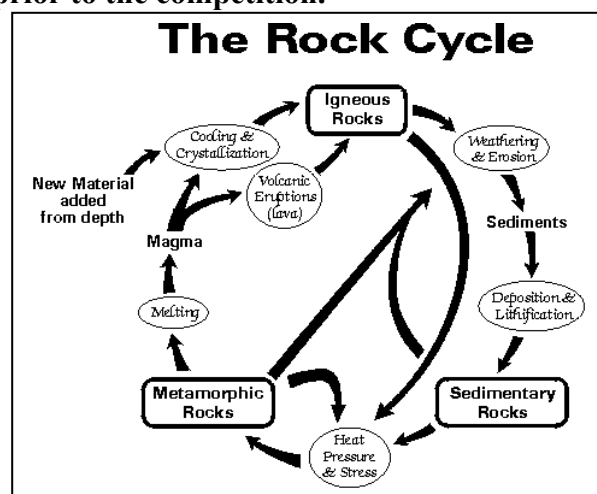 prior to the competition.
The Rock Cycle
Igneous
Rocks
Cooling &
Crystallization
Weathering
& Erosion
New Material
added
from depth
Volcanic
Eruptions
(lava)
Sediments
Magma
Melting
Deposition &
Lithification
Metamorphic
Rocks
Sedimentary
Rocks
Heat
Pressure
& Stress